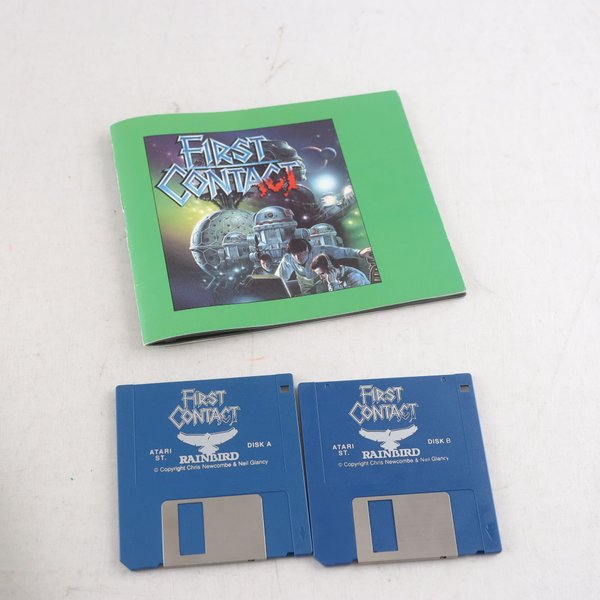 FIRST
CONTACT
FIRST
CONTACT
ATARI
ST.
DISK A
RAINBIRD
© Copyright Chris Newcombe & Neil Glancy
FIRST
CONTACT
ATARI
ST.
DISK B
RAINBIRD
© Copyright Chris Newcombe & Neil Glancy